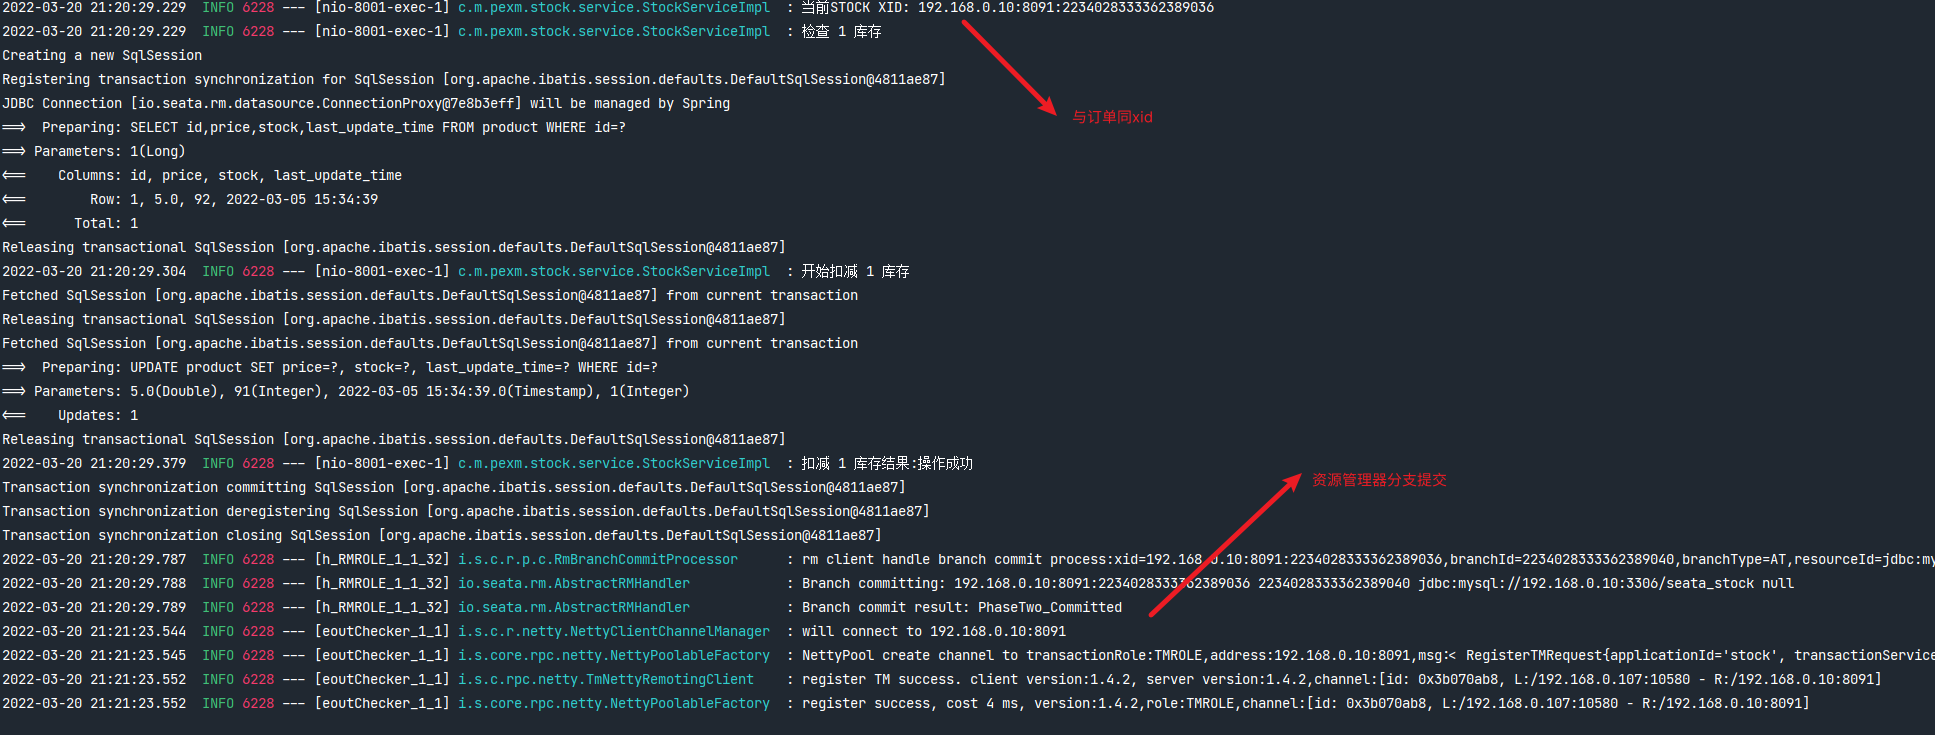 2022-03-20 21:20:29.229  INFO 6228 --- [nio-8001-exec-1] c.m.pexm.stock.service.StockServiceImpl  : 当前STOCK XID: 192.168.0.10:8091:2234028333362389036
2022-03-20 21:20:29.229  INFO 6228 --- [nio-8001-exec-1] c.m.pexm.stock.service.StockServiceImpl  : 检查 1 库存
Creating a new SqlSession
Registering transaction synchronization for SqlSession [org.apache.ibatis.session.defaults.DefaultSqlSession@4811ae87]
JDBC Connection [io.seata.rm.datasource.ConnectionProxy@7e8b3eff] will be managed by Spring
与订单同xid
==>  Preparing: SELECT id,price,stock,last_update_time FROM product WHERE id=?
==> Parameters: 1(Long)
<==    Columns: id, price, stock, last_update_time
<==        Row: 1, 5.0, 92, 2022-03-05 15:34:39
<==      Total: 1
Releasing transactional SqlSession [org.apache.ibatis.session.defaults.DefaultSqlSession@4811ae87]
2022-03-20 21:20:29.304  INFO 6228 --- [nio-8001-exec-1] c.m.pexm.stock.service.StockServiceImpl  : 开始扣减 1 库存
Fetched SqlSession [org.apache.ibatis.session.defaults.DefaultSqlSession@4811ae87] from current transaction
Releasing transactional SqlSession [org.apache.ibatis.session.defaults.DefaultSqlSession@4811ae87]
Fetched SqlSession [org.apache.ibatis.session.defaults.DefaultSqlSession@4811ae87] from current transaction
==>  Preparing: UPDATE product SET price=?, stock=?, last_update_time=? WHERE id=?
==> Parameters: 5.0(Double), 91(Integer), 2022-03-05 15:34:39.0(Timestamp), 1(Integer)
<==    Updates: 1
Releasing transactional SqlSession [org.apache.ibatis.session.defaults.DefaultSqlSession@4811ae87]
2022-03-20 21:20:29.379  INFO 6228 --- [nio-8001-exec-1] c.m.pexm.stock.service.StockServiceImpl  : 扣减 1 库存结果:操作成功
资源管理器分支提交
Transaction synchronization committing SqlSession [org.apache.ibatis.session.defaults.DefaultSqlSession@4811ae87]
Transaction synchronization deregistering SqlSession [org.apache.ibatis.session.defaults.DefaultSqlSession@4811ae87]
Transaction synchronization closing SqlSession [org.apache.ibatis.session.defaults.DefaultSqlSession@4811ae87]
2022-03-20 21:20:29.787  INFO 6228 --- [h_RMROLE_1_1_32] i.s.c.r.p.c.RmBranchCommitProcessor      : rm client handle branch commit process:xid=192.168.0.10:8091:2234028333362389036,branchId=2234028333362389040,branchType=AT,resourceId=jdbc:my
2022-03-20 21:20:29.788  INFO 6228 --- [h_RMROLE_1_1_32] io.seata.rm.AbstractRMHandler            : Branch committing: 192.168.0.10:8091:2234028333362389036 2234028333362389040 jdbc:mysql://192.168.0.10:3306/seata_stock null
2022-03-20 21:20:29.789  INFO 6228 --- [h_RMROLE_1_1_32] io.seata.rm.AbstractRMHandler            : Branch commit result: PhaseTwo_Committed
2022-03-20 21:21:23.544  INFO 6228 --- [eoutChecker_1_1] i.s.c.r.netty.NettyClientChannelManager  : will connect to 192.168.0.10:8091
2022-03-20 21:21:23.545  INFO 6228 --- [eoutChecker_1_1] i.s.core.rpc.netty.NettyPoolableFactory  : NettyPool create channel to transactionRole:TMROLE,address:192.168.0.10:8091,msg:< RegisterTMRequest{applicationId='stock', transactionService
2022-03-20 21:21:23.552  INFO 6228 --- [eoutChecker_1_1] i.s.c.rpc.netty.TmNettyRemotingClient    : register TM success. client version:1.4.2, server version:1.4.2,channel:[id: 0x3b070ab8, L:/192.168.0.107:10580 - R:/192.168.0.10:8091]
2022-03-20 21:21:23.552  INFO 6228 --- [eoutChecker_1_1] i.s.core.rpc.netty.NettyPoolableFactory  : register success, cost 4 ms, version:1.4.2,role:TMROLE,channel:[id: 0x3b070ab8, L:/192.168.0.107:10580 - R:/192.168.0.10:8091]